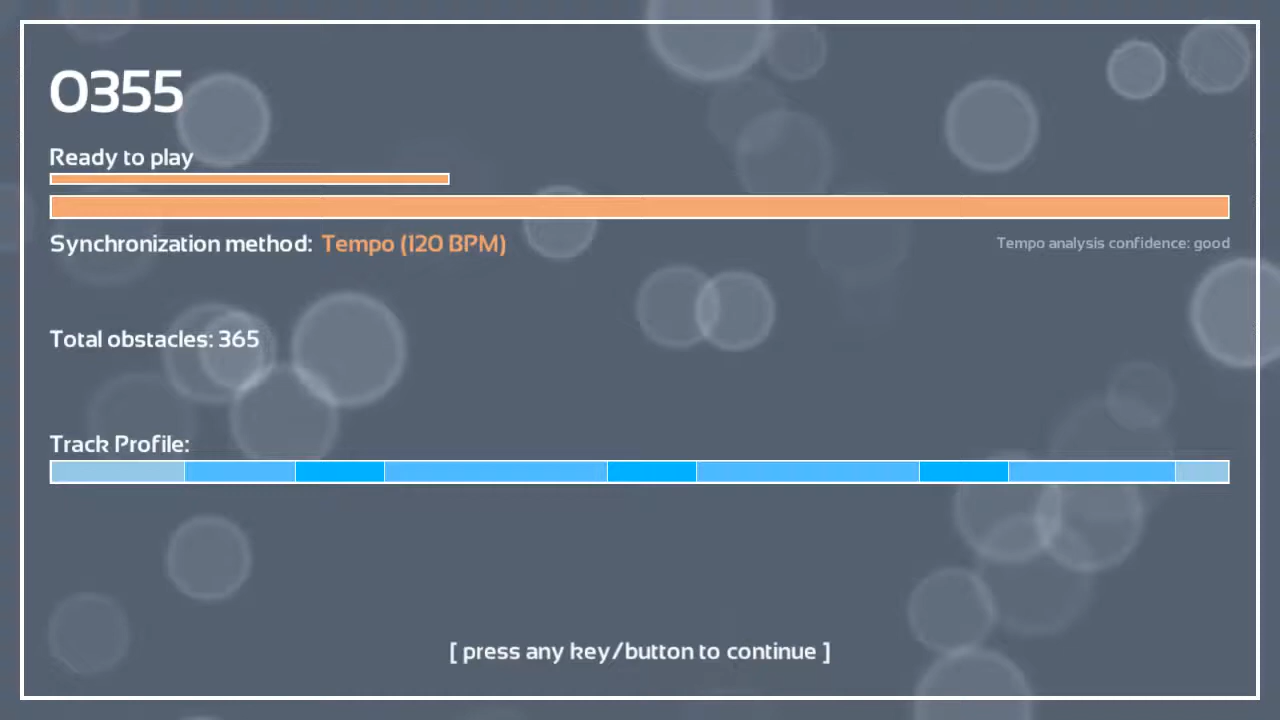 0355
Ready to play
Synchronization method: Tempo (120 BPM)
Tempo analysis confidence: good
Total obstacles: 365
Track Profile:
[ press any key/button to continue ]